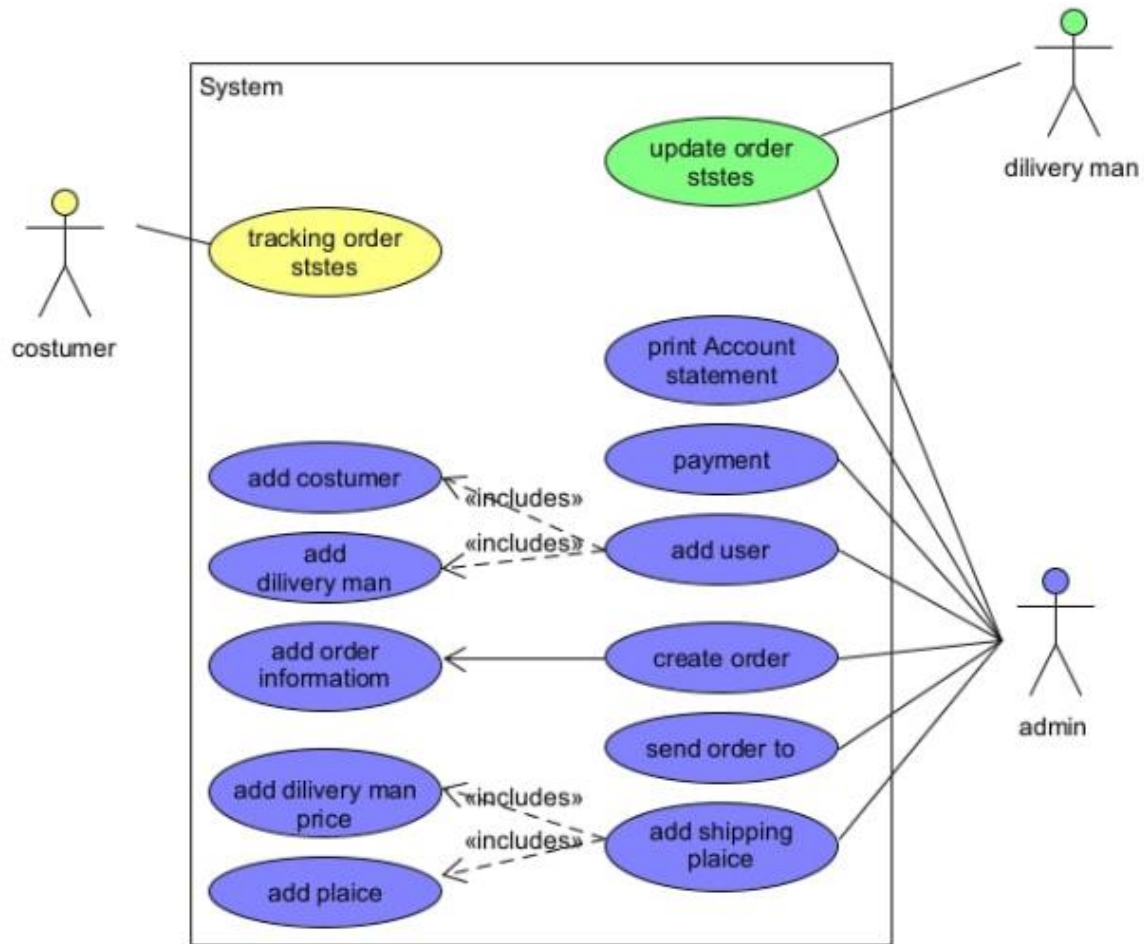 System
update order
ststes
dilivery man
tracking order
ststes
costumer
print Account
statement
payment
add costumer
«includes»
«includes»
add user
add
dilivery man
add order
informatiom
create order
admin
send order to
add dilivery man
price
«includes»
«includes»
add shipping
plaice
add plaice